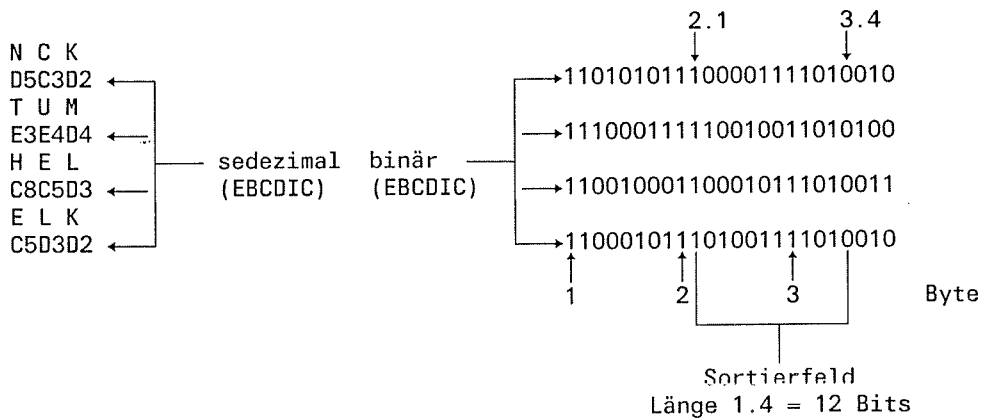 2.1 3.4
N C K
D5C3D2 110101011100001111010010
T U M
E3E4D4 111000111110010011010100
H E L sedezimal binär
(EBCDIC) (EBCDIC)
C8C5D3 110010001100010111010011
E L K
C5D3D2 110001011101001111010010
1 2 3 Byte
Sortierfeld
Länge 1.4 = 12 Bits